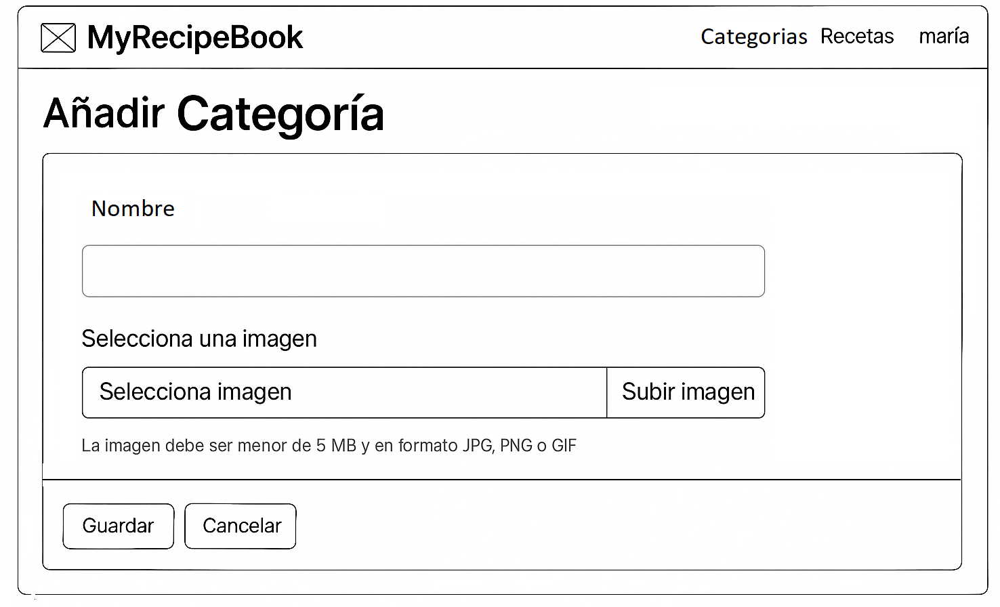 MyRecipeBook Categorias Recetas maría
Añadir Categoría
Nombre
Selecciona una imagen
Selecciona imagen Subir imagen
La imagen debe ser menor de 5 MB y en formato JPG, PNG o GIF
Guardar Cancelar